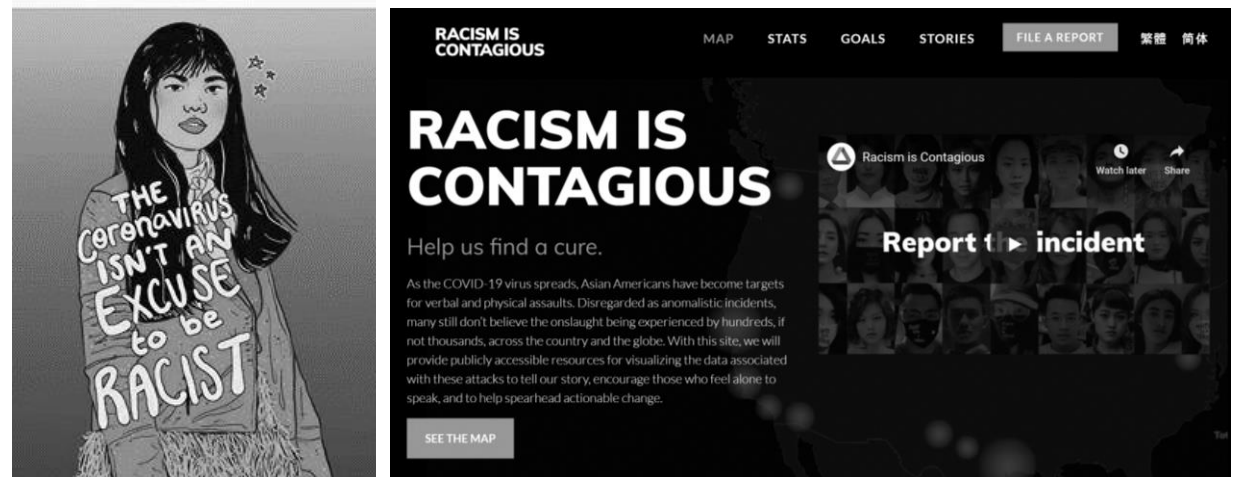 THE
CORONAVIRUS
ISN'T AN
EXCUSE
to be
RACIST
RACISM IS
CONTAGIOUS
MAP STATS GOALS STORIES FILE A REPORT 繁體 简体
RACISM IS
CONTAGIOUS
Help us find a cure.
As the COVID-19 virus spreads, Asian Americans have become targets
for verbal and physical assaults. Disregarded as anomalistic incidents,
many still don't believe the onslaught being experienced by hundreds, if
not thousands, across the country and the globe. With this site, we will
provide publicly accessible resources for visualizing the data associated
with these attacks to tell our story, encourage those who feel alone to
speak, and to help spearhead actionable change.
SEE THE MAP
Racism is Contagious
Watch later Share
Report incident